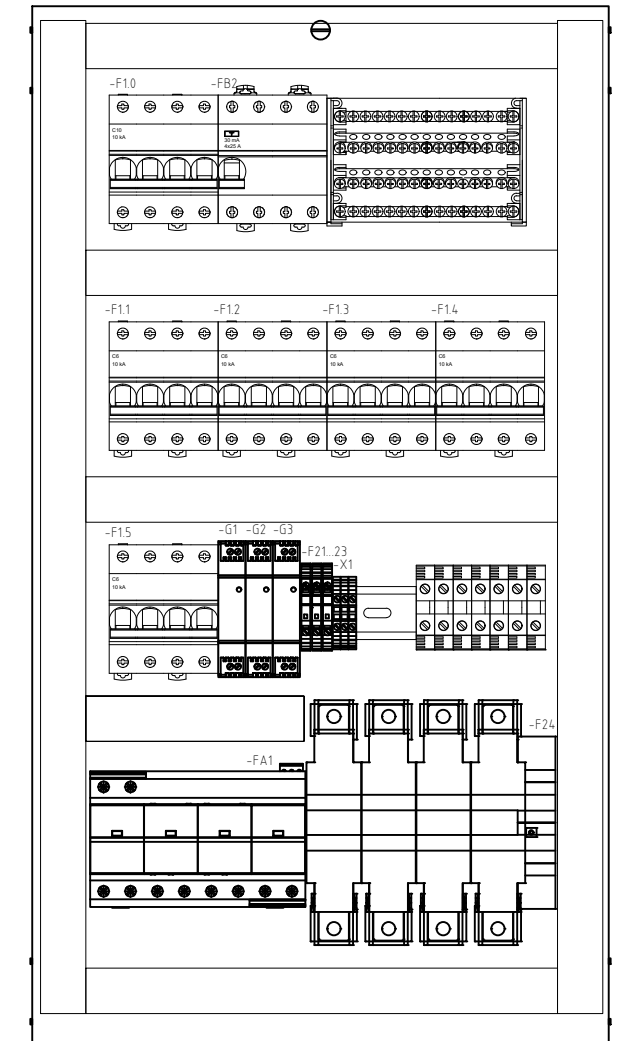 -F1.0 -FB2
C10
10 kA
30 mA
4x25 A
-F1.1 -F1.2 -F1.3 -F1.4
C6 C6 C6 C6
10 kA 10 kA 10 kA 10 kA
-F1.5 -G1 -G2 -G3
-F21...23
-X1
C6
10 kA
-F24
-FA1